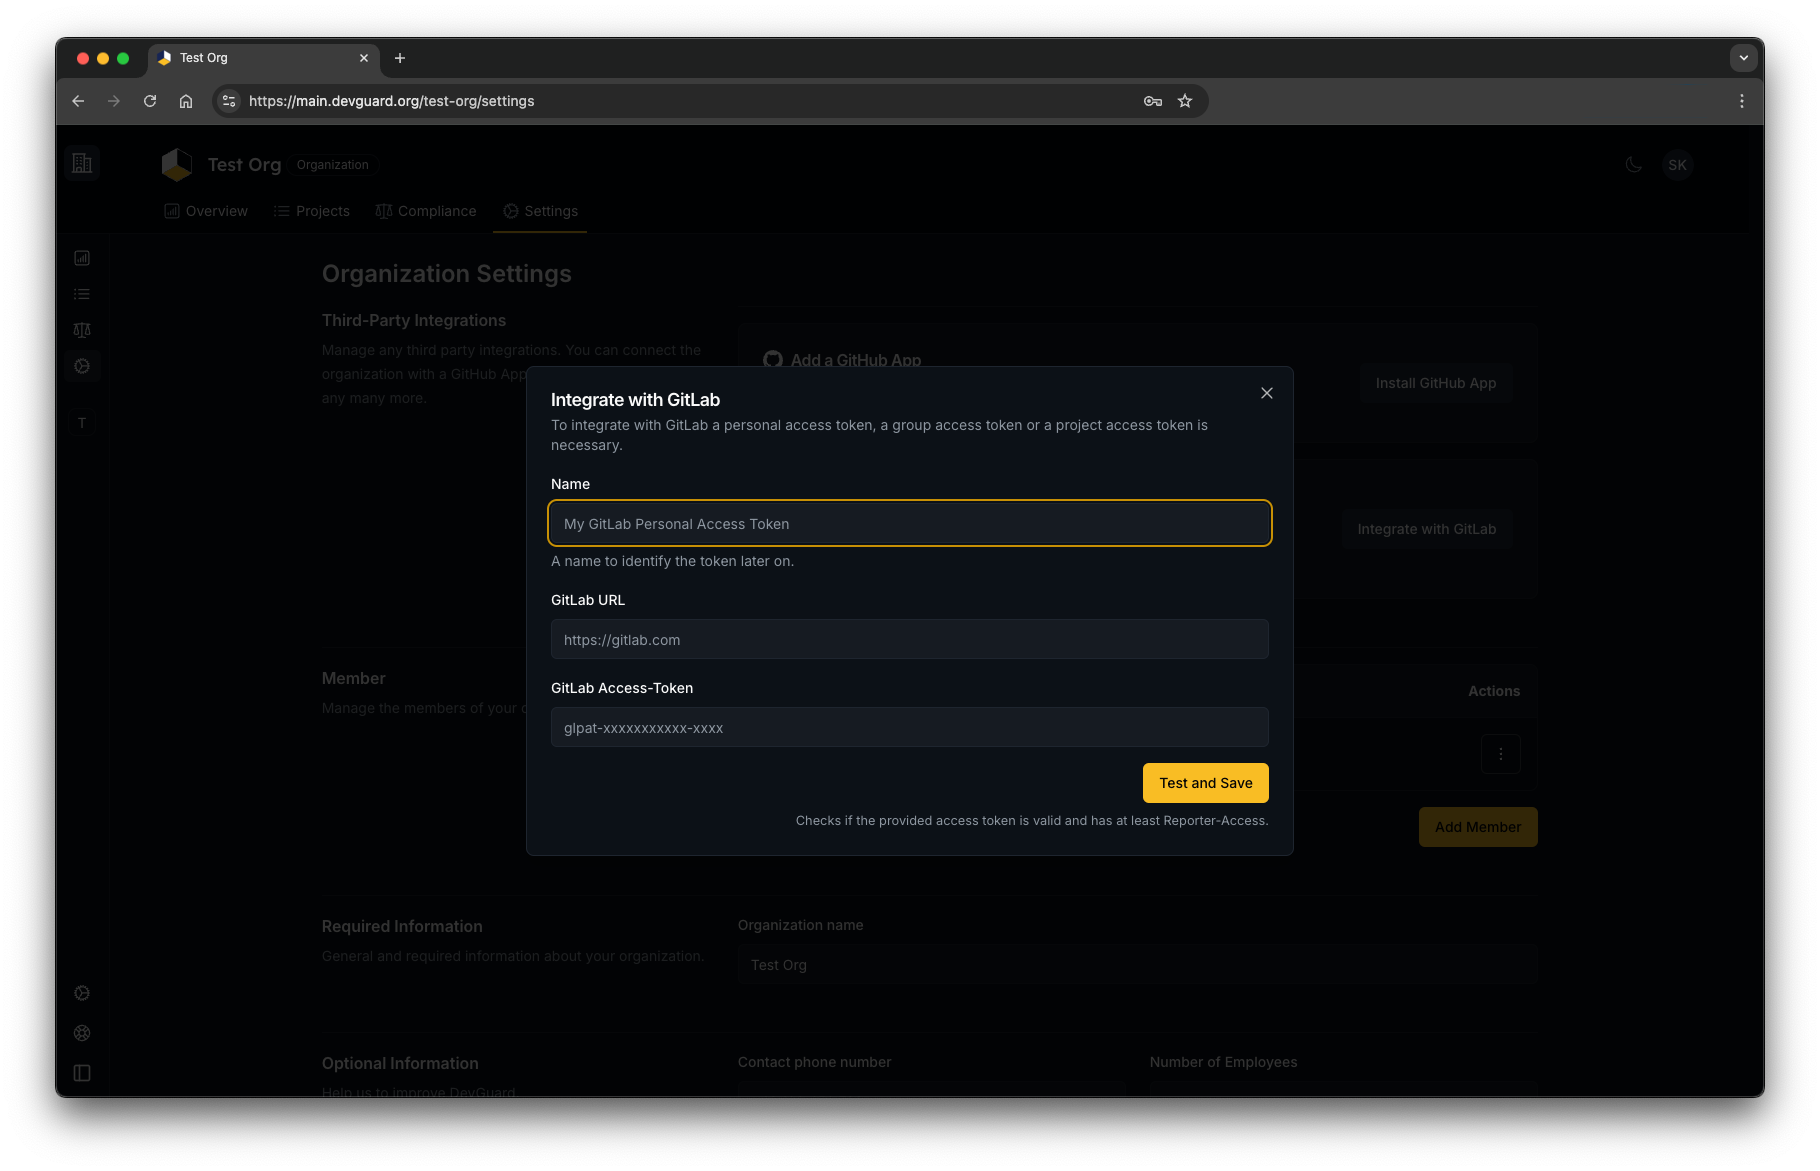 Test Org
https://main.devguard.org/test-org/settings
Test Org Organization
SK
Overview Projects Compliance Settings
Organization Settings
Third-Party Integrations
Manage any third party integrations. You can connect the
organization with a GitHub App
any many more.
T
Add a GitHub App
Install GitHub App
Integrate with GitLab
Integrate with GitLab
To integrate with GitLab a personal access token, a group access token or a project access token is
necessary.
Name
My GitLab Personal Access Token
A name to identify the token later on.
GitLab URL
https://gitlab.com
GitLab Access-Token
glpat-xxxxxxxxxxx-xxxx
Test and Save
Checks if the provided access token is valid and has at least Reporter-Access.
Member
Manage the members of your
Actions
Add Member
Required Information
General and required information about your organization.
Organization name
Test Org
Optional Information
Help us to improve DevGuard
Contact phone number
Number of Employees